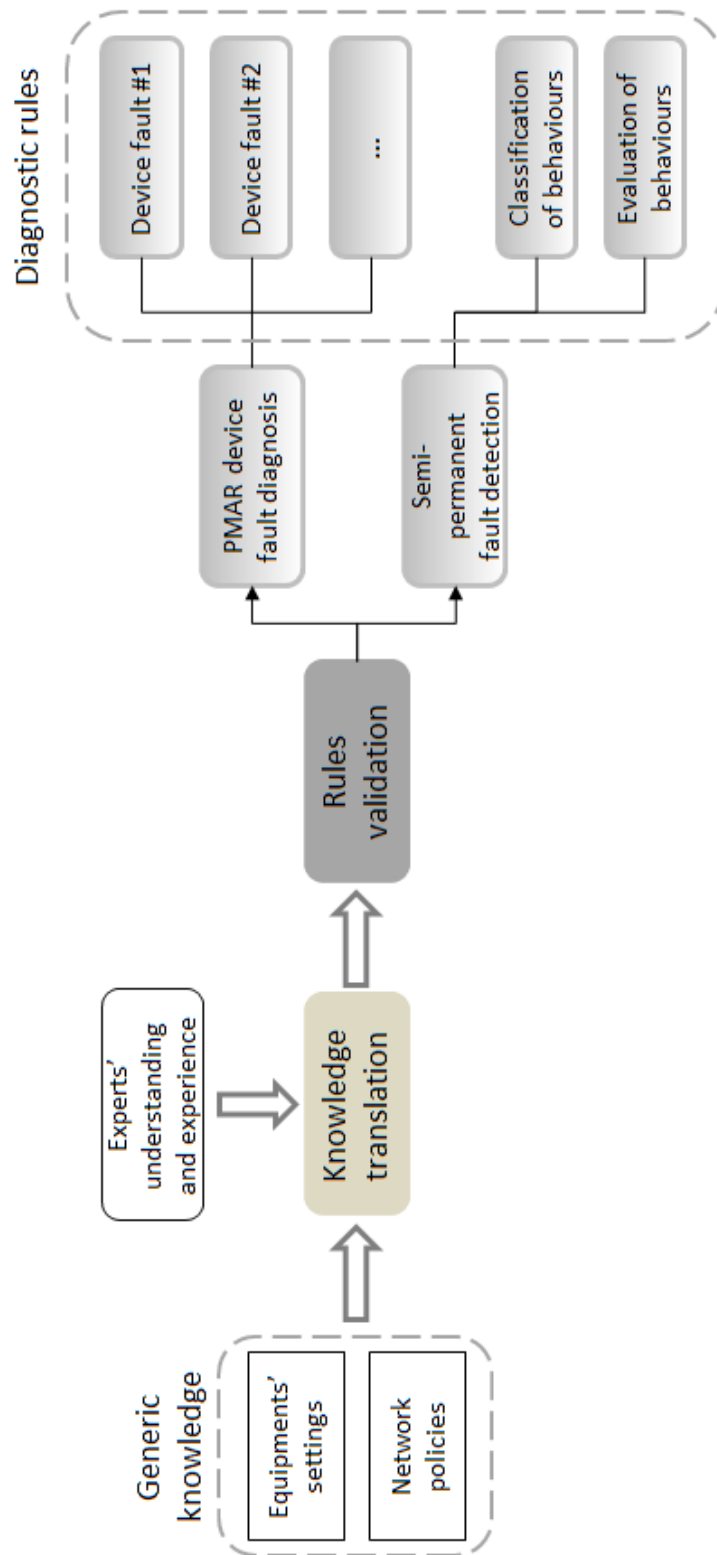 Generic
knowledge
Equipments'
settings
Network
policies
Experts'
understanding
and experience
Knowledge
translation
Rules
validation
PMAR device
fault diagnosis
Semi-
permanent
fault detection
Diagnostic rules
Device fault #1
Device fault #2
...
Classification
of behaviours
Evaluation of
behaviours